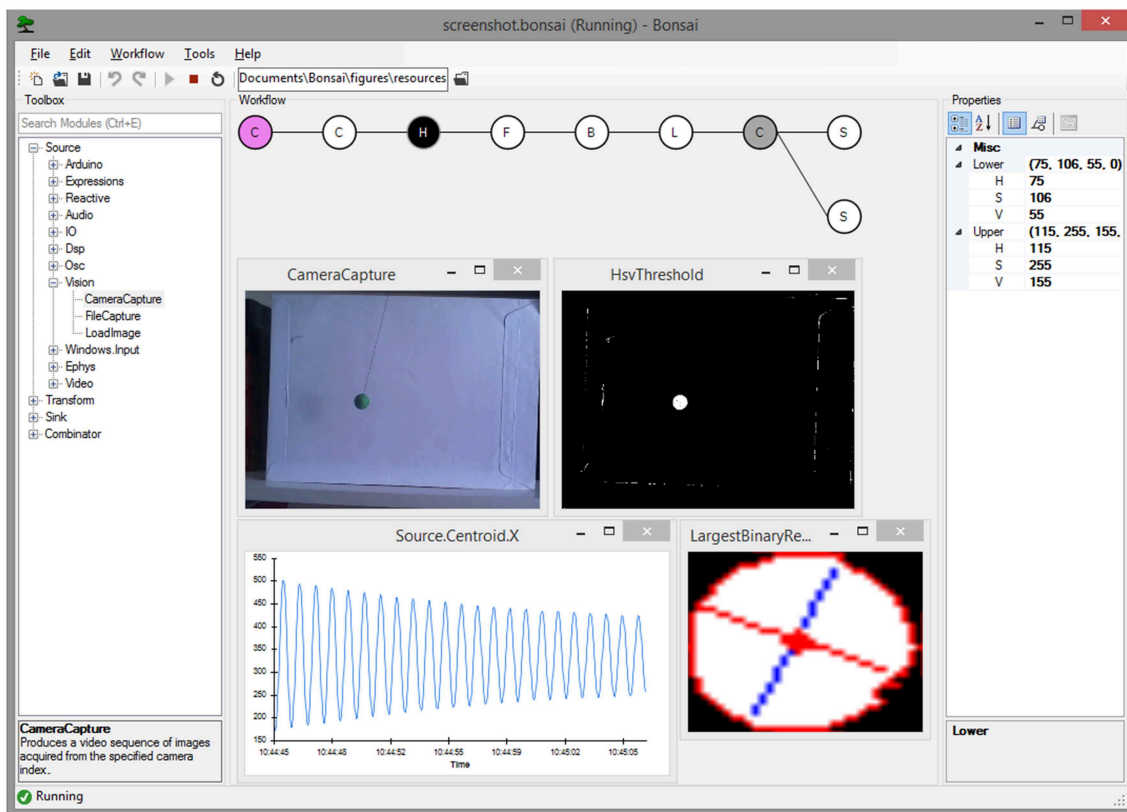 screenshot.bonsai (Running) - Bonsai
File Edit Workflow Tools Help
Documents\Bonsai\figures\resources
Toolbox
Search Modules (Ctrl+E)
Source
Arduino
Expressions
Reactive
Audio
IO
Dsp
Osc
Vision
CameraCapture
FileCapture
LoadImage
Windows.Input
Ephys
Video
Transform
Sink
Combinator
CameraCapture
Produces a video sequence of images
acquired from the specified camera
index.
Workflow
C C H F B L C S
S
CameraCapture
HsvThreshold
Source.Centroid.X
550
500
450
400
350
300
250
200
150
10:44:45 10:44:48 10:44:52 10:44:55 10:44:59 10:45:02 10:45:05
Time
LargestBinaryRe...
Properties
Misc
Lower (75, 106, 55, 0)
H 75
S 106
V 55
Upper (115, 255, 155,
H 115
S 255
V 155
Lower
Running